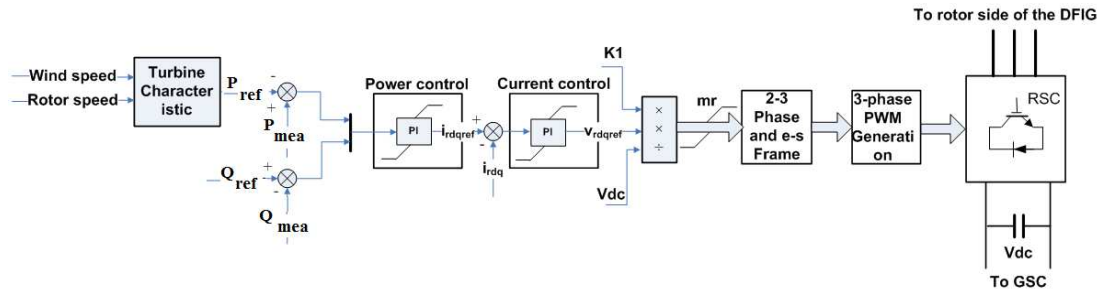 To rotor side of the DFIG
Wind speed
Rotor speed
Turbine
Character
istic
P ref
-
+
P mea
Q ref
+
-
Q mea
Power control
PI
i rdqref
+
-
i rdq
Current control
PI
v rdqref
K1
×
×
÷
Vdc
mr
2-3
Phase
and e-s
Frame
3-phase
PWM
Generati
on
RSC
Vdc
To GSC